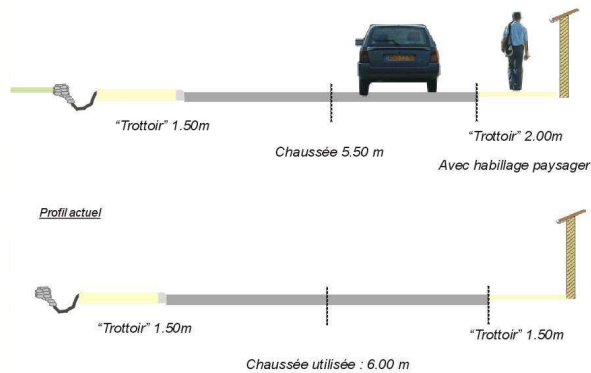 “Trottoir” 1.50m
“Trottoir” 2.00m
Chaussée 5.50 m
Avec habillage paysager
Profil actuel
“Trottoir” 1.50m
“Trottoir” 1.50m
Chaussée utilisée : 6.00 m